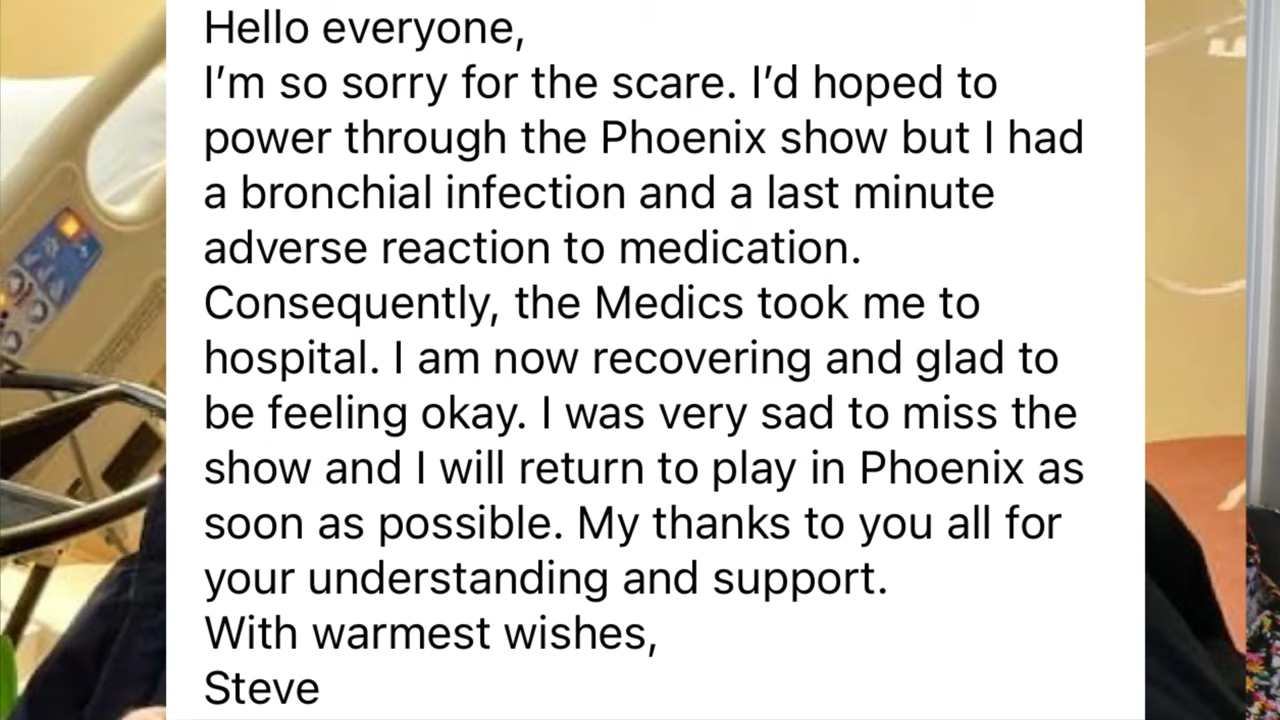 Hello everyone,
I’m so sorry for the scare. I’d hoped to
power through the Phoenix show but I had
a bronchial infection and a last minute
adverse reaction to medication.
Consequently, the Medics took me to
hospital. I am now recovering and glad to
be feeling okay. I was very sad to miss the
show and I will return to play in Phoenix as
soon as possible. My thanks to you all for
your understanding and support.
With warmest wishes,
Steve